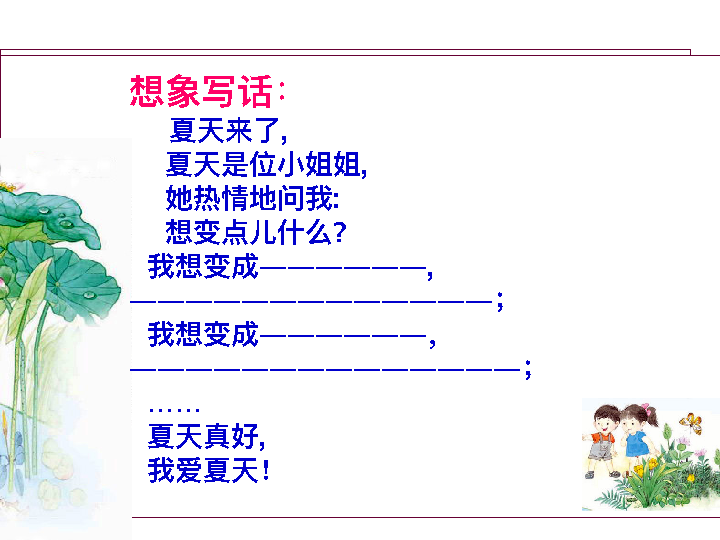 想象写话：
夏天来了,
夏天是位小姐姐,
她热情地问我:
想变点儿什么?
我想变成——————,
—————————————；
我想变成——————，
——————————————；
……
夏天真好,
我爱夏天！